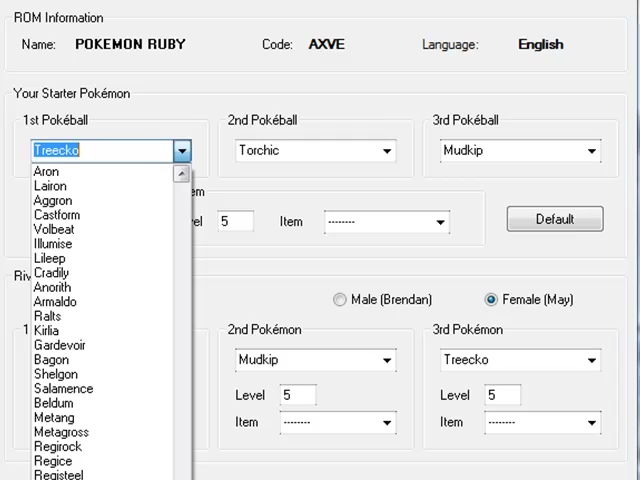 ROM Information
Name: POKEMON RUBY Code: AXVE Language: English
Your Starter Pokémon
1st Pokéball 2nd Pokéball 3rd Pokéball
Treecko Torchic Mudkip
Aron
Lairon
Aggron
Castform
Volbeat
Illumise
Lileep
Cradily
Anorith
Armaldo
Ralts
Kirlia
Gardevoir
Bagon
Shelgon
Salamence
Beldum
Metang
Metagross
Regirock
Regice
Registeel
em
el 5 Item -------- Default
Riv
Male (Brendan) Female (May)
1 2nd Pokémon 3rd Pokémon
Mudkip Treecko
Level 5 Level 5
Item -------- Item --------